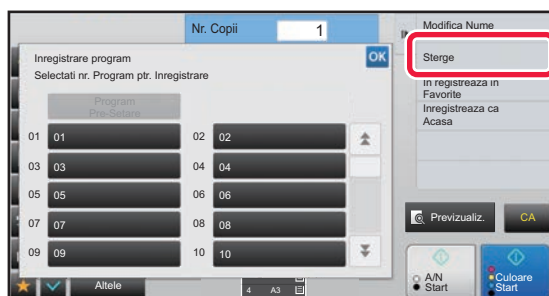 Nr. Copii 1
Inregistrare program
OK
Selectati nr. Program ptr. Inregistrare
Program
Pre-Setare
01 01 02 02
03 03 04 04
05 05 06 06
07 07 08 08
09 09 10 10
Modifica Nume
Sterge
In registreaza in
Favorite
Inregistreaza ca
Acasa
Previzualiz.
CA
A/N
Start
Culoare
Start
Altele
4 A3